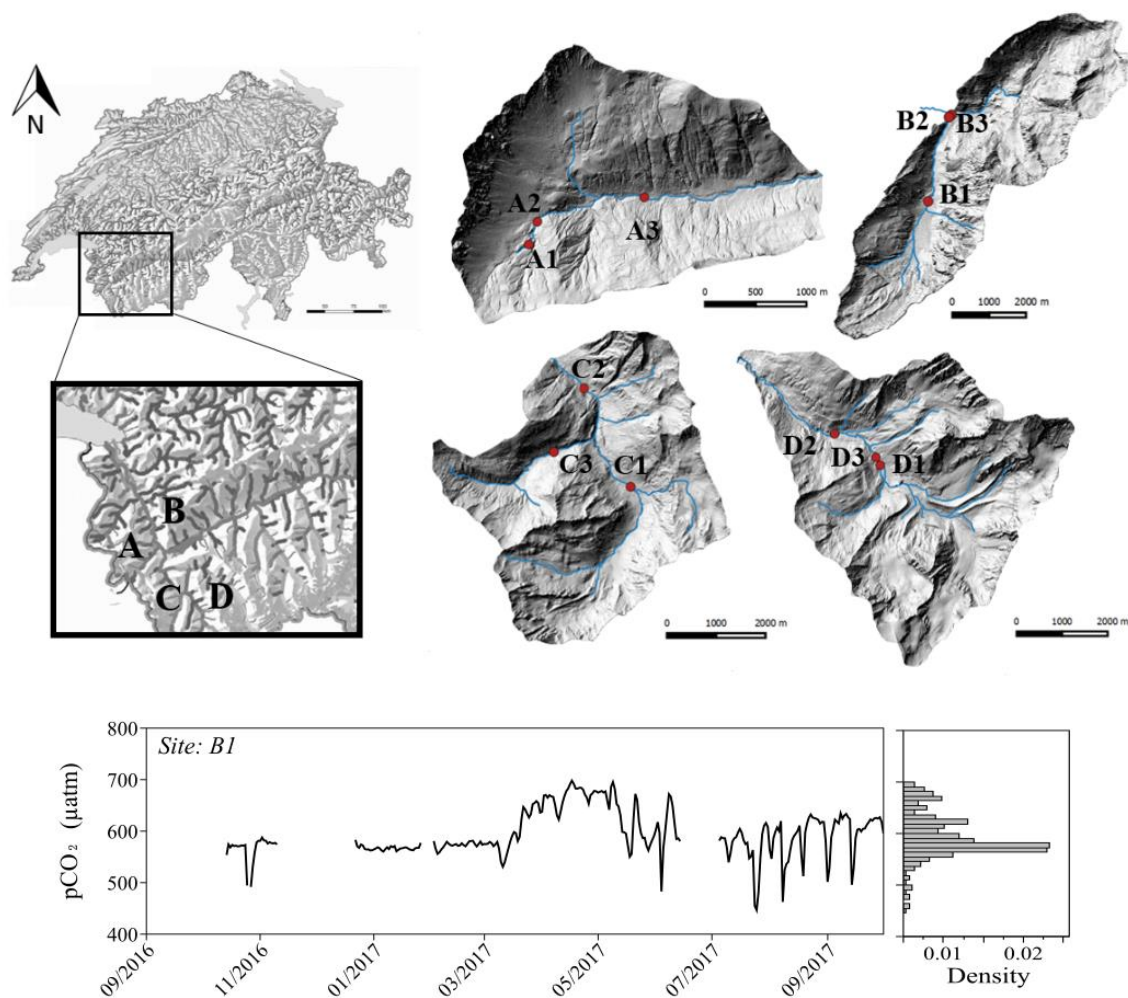 N
A2
A1
A3
0 500 1000 m
B2
B3
B1
0 1000 2000 m
B
A
C
D
C2
C3
C1
0 1000 2000 m
D2
D3
D1
0 1000 2000 m
Site: B1
pCO₂ (μatm)
800
700
600
500
400
09/2016
11/2016
01/2017
03/2017
05/2017
07/2017
09/2017
0.01 0.02
Density